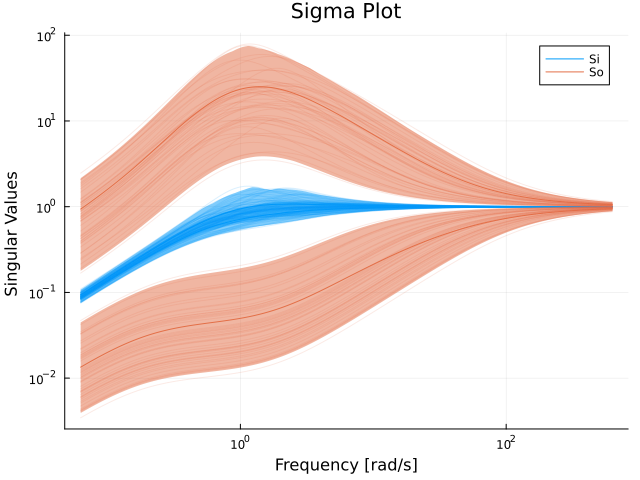 Sigma Plot
Si
So
10²
10¹
10⁰
10⁻¹
10⁻²
Singular Values
10⁰ 10²
Frequency [rad/s]